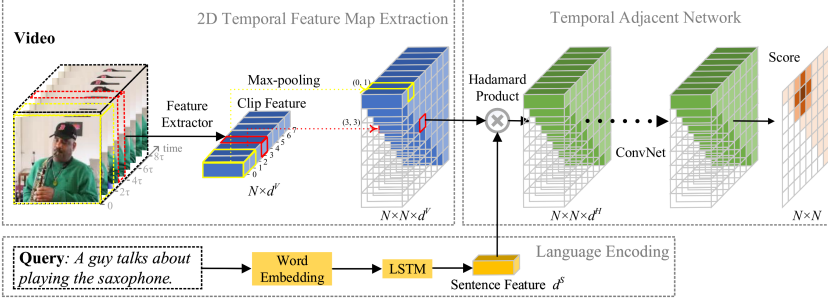 2D Temporal Feature Map Extraction
Temporal Adjacent Network
Video
Max-pooling
(0, 1)
Hadamard
Product
Score
Feature
Extractor
Clip Feature
(3, 3)
ConvNet
time
0
2τ
4τ
6τ
8τ
0
1
2
3
4
5
6
7
N×d^V
N×N×d^V
N×N×d^H
N×N
Query: A guy talks about
playing the saxophone.
Word
Embedding
LSTM
Sentence Feature d^S
Language Encoding